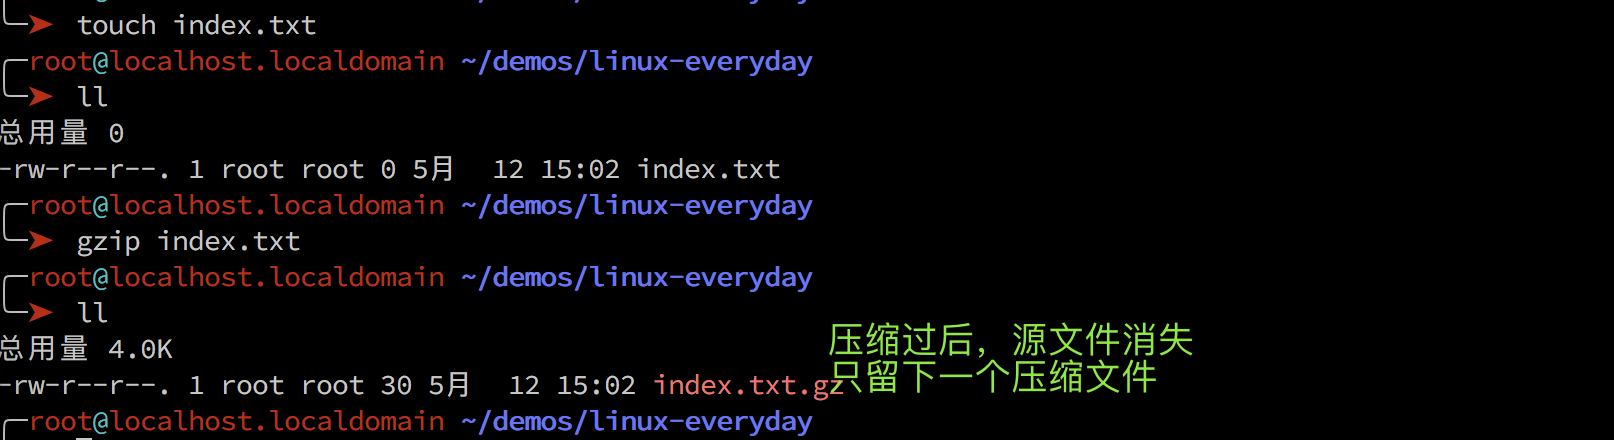 touch index.txt
root@localhost.localdomain ~/demos/linux-everyday
ll
总用量 0
-rw-r--r--. 1 root root 0 5月  12 15:02 index.txt
root@localhost.localdomain ~/demos/linux-everyday
gzip index.txt
root@localhost.localdomain ~/demos/linux-everyday
ll
总用量 4.0K
-rw-r--r--. 1 root root 30 5月  12 15:02 index.txt.gz
压缩过后，源文件消失
只留下一个压缩文件
root@localhost.localdomain ~/demos/linux-everyday